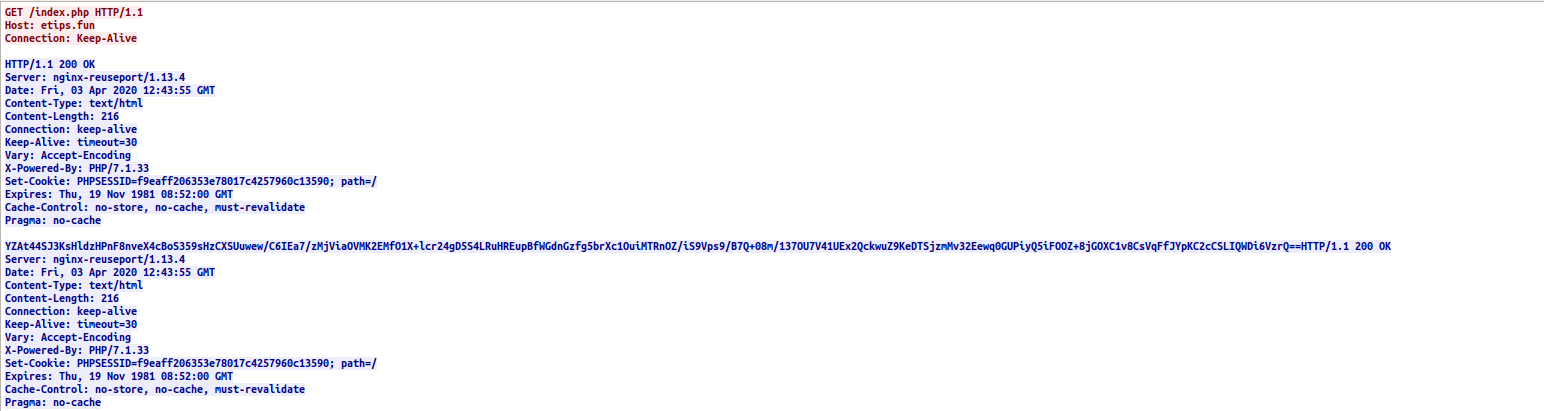 GET /index.php HTTP/1.1
Host: etips.fun
Connection: Keep-Alive
HTTP/1.1 200 OK
Server: nginx-reuseport/1.13.4
Date: Fri, 03 Apr 2020 12:43:55 GMT
Content-Type: text/html
Content-Length: 216
Connection: keep-alive
Keep-Alive: timeout=30
Vary: Accept-Encoding
X-Powered-By: PHP/7.1.33
Set-Cookie: PHPSESSID=f9eaff206353e78017c4257960c13590; path=/
Expires: Thu, 19 Nov 1981 08:52:00 GMT
Cache-Control: no-store, no-cache, must-revalidate
Pragma: no-cache
YZAt44SJ3KsHldzHPnF8nveX4cBoS359sHzCXSUuwew/C6IEa7/zMjViaOVMK2EMfO1X+lcr24gD5S4LRuHREupBfWGdnGzfg5brXc1OuiMTRnOZ/iS9Vps9/B7Q+08m/137OU7V41UEx2QckwuZ9KeDTSjzmMv32Eewq0GUPiyQ5iFOOZ+8jGOXC1v8CsVqFfJYpKC2cCSLIQWDi6VzrQ==HTTP/1.1 200 OK
Server: nginx-reuseport/1.13.4
Date: Fri, 03 Apr 2020 12:43:55 GMT
Content-Type: text/html
Content-Length: 216
Connection: keep-alive
Keep-Alive: timeout=30
Vary: Accept-Encoding
X-Powered-By: PHP/7.1.33
Set-Cookie: PHPSESSID=f9eaff206353e78017c4257960c13590; path=/
Expires: Thu, 19 Nov 1981 08:52:00 GMT
Cache-Control: no-store, no-cache, must-revalidate
Pragma: no-cache